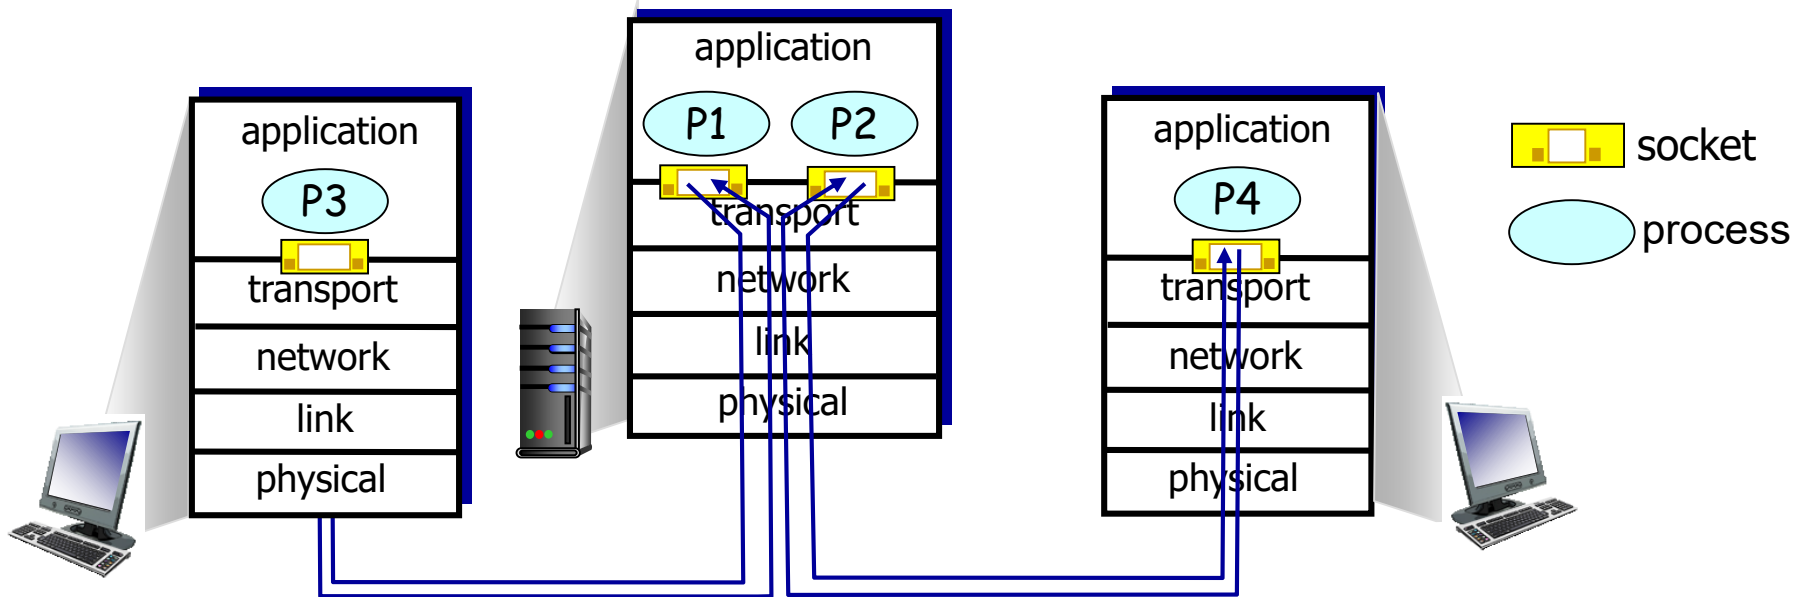 application
P3
transport
network
link
physical
application
P1 P2
transport
network
link
physical
application
P4
transport
network
link
physical
socket
process